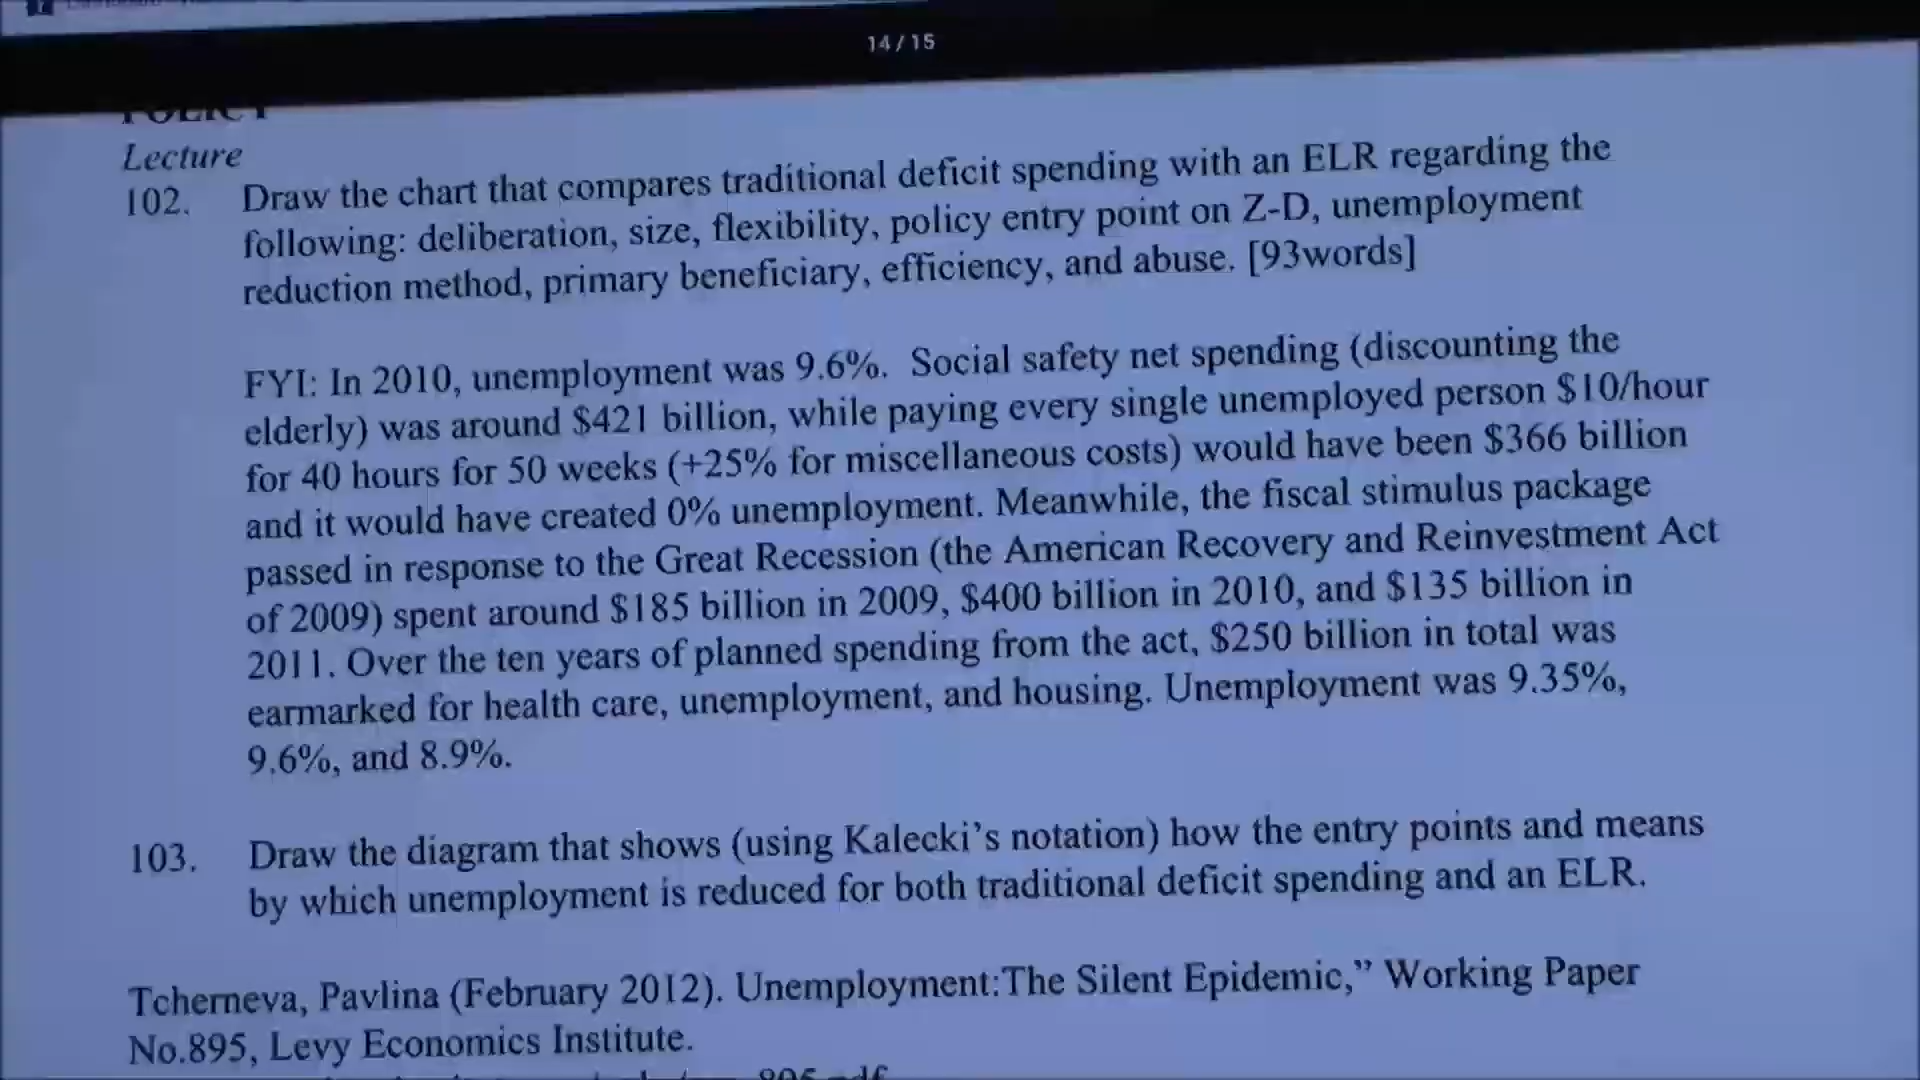 14/15
POLICY
Lecture
102. Draw the chart that compares traditional deficit spending with an ELR regarding the
following: deliberation, size, flexibility, policy entry point on Z-D, unemployment
reduction method, primary beneficiary, efficiency, and abuse. [93words]
FYI: In 2010, unemployment was 9.6%. Social safety net spending (discounting the
elderly) was around $421 billion, while paying every single unemployed person $10/hour
for 40 hours for 50 weeks (+25% for miscellaneous costs) would have been $366 billion
and it would have created 0% unemployment. Meanwhile, the fiscal stimulus package
passed in response to the Great Recession (the American Recovery and Reinvestment Act
of 2009) spent around $185 billion in 2009, $400 billion in 2010, and $135 billion in
2011. Over the ten years of planned spending from the act, $250 billion in total was
earmarked for health care, unemployment, and housing. Unemployment was 9.35%,
9.6%, and 8.9%.
103. Draw the diagram that shows (using Kalecki’s notation) how the entry points and means
by which unemployment is reduced for both traditional deficit spending and an ELR.
Tcherneva, Pavlina (February 2012). Unemployment:The Silent Epidemic,” Working Paper
No.895, Levy Economics Institute.